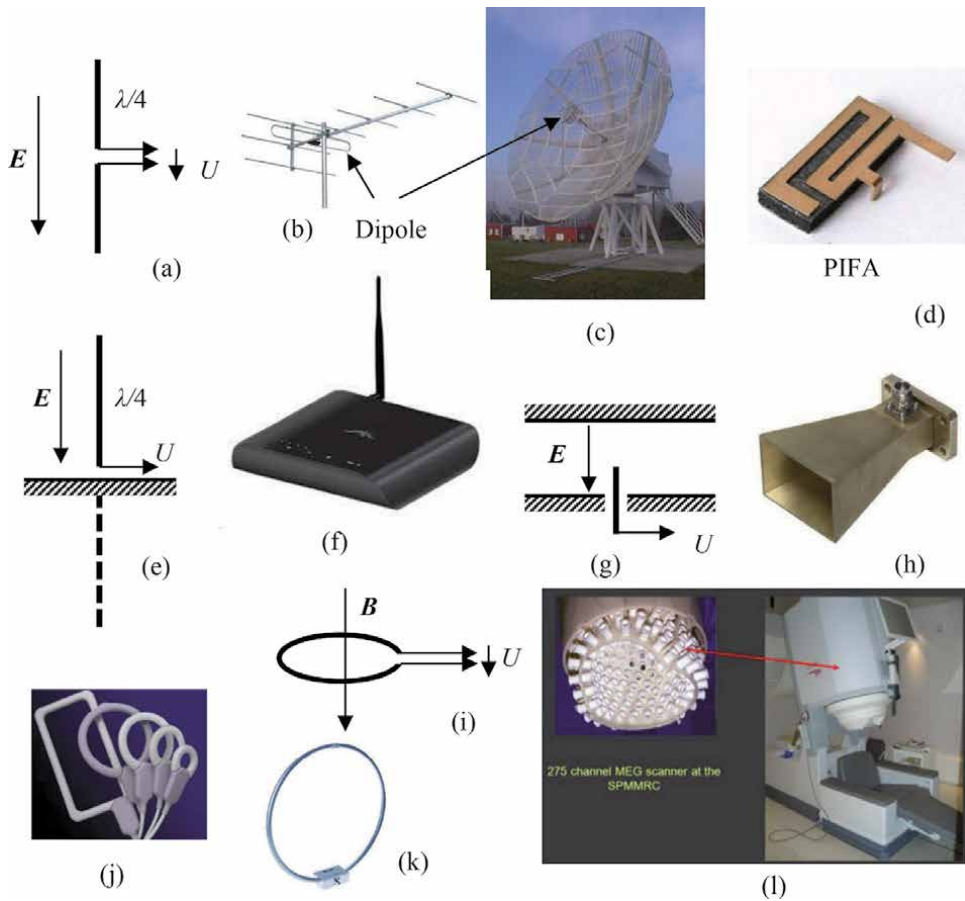 λ/4
E
U
(a)
(b)
Dipole
(c)
PIFA
(d)
E
λ/4
U
(e)
(f)
E
U
(g)
(h)
B
U
(i)
(j)
(k)
275 channel MEG scanner at the
SPMMRC
(l)